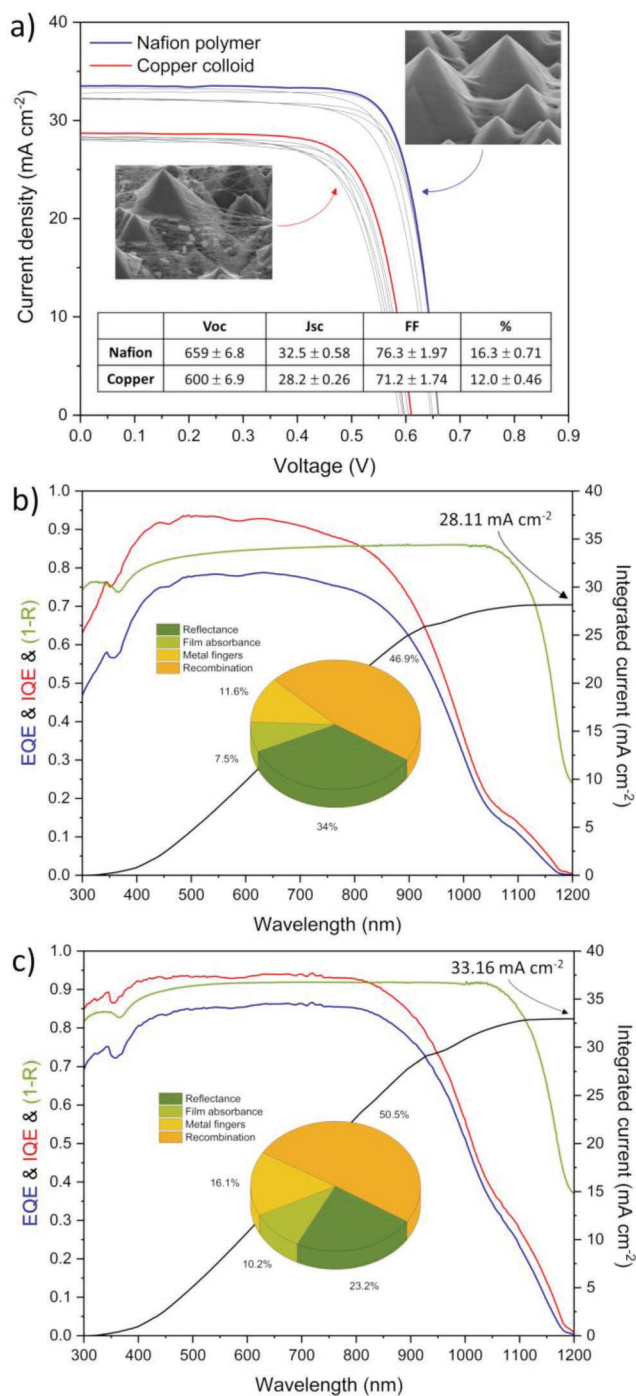 a)
Nafion polymer
Copper colloid
Current density (mA cm-2)
40
30
20
10
0
Voc Jsc FF %
Nafion 659 ± 6.8 32.5 ± 0.58 76.3 ± 1.97 16.3 ± 0.71
Copper 600 ± 6.9 28.2 ± 0.26 71.2 ± 1.74 12.0 ± 0.46
0.0 0.1 0.2 0.3 0.4 0.5 0.6 0.7 0.8 0.9
Voltage (V)
b)
EQE & IQE & (1-R)
1.0
0.9
0.8
0.7
0.6
0.5
0.4
0.3
0.2
0.1
0.0
28.11 mA cm-2
Reflectance
Film absorbance
Metal fingers
Recombination
46.9%
11.6%
7.5%
34%
40
35
30
25
20
15
10
5
0
Integrated current (mA cm-2)
300 400 500 600 700 800 900 1000 1100 1200
Wavelength (nm)
c)
EQE & IQE & (1-R)
1.0
0.9
0.8
0.7
0.6
0.5
0.4
0.3
0.2
0.1
0.0
33.16 mA cm-2
Reflectance
Film absorbance
Metal fingers
Recombination
50.5%
16.1%
10.2%
23.2%
40
35
30
25
20
15
10
5
0
Integrated current (mA cm-2)
300 400 500 600 700 800 900 1000 1100 1200
Wavelength (nm)